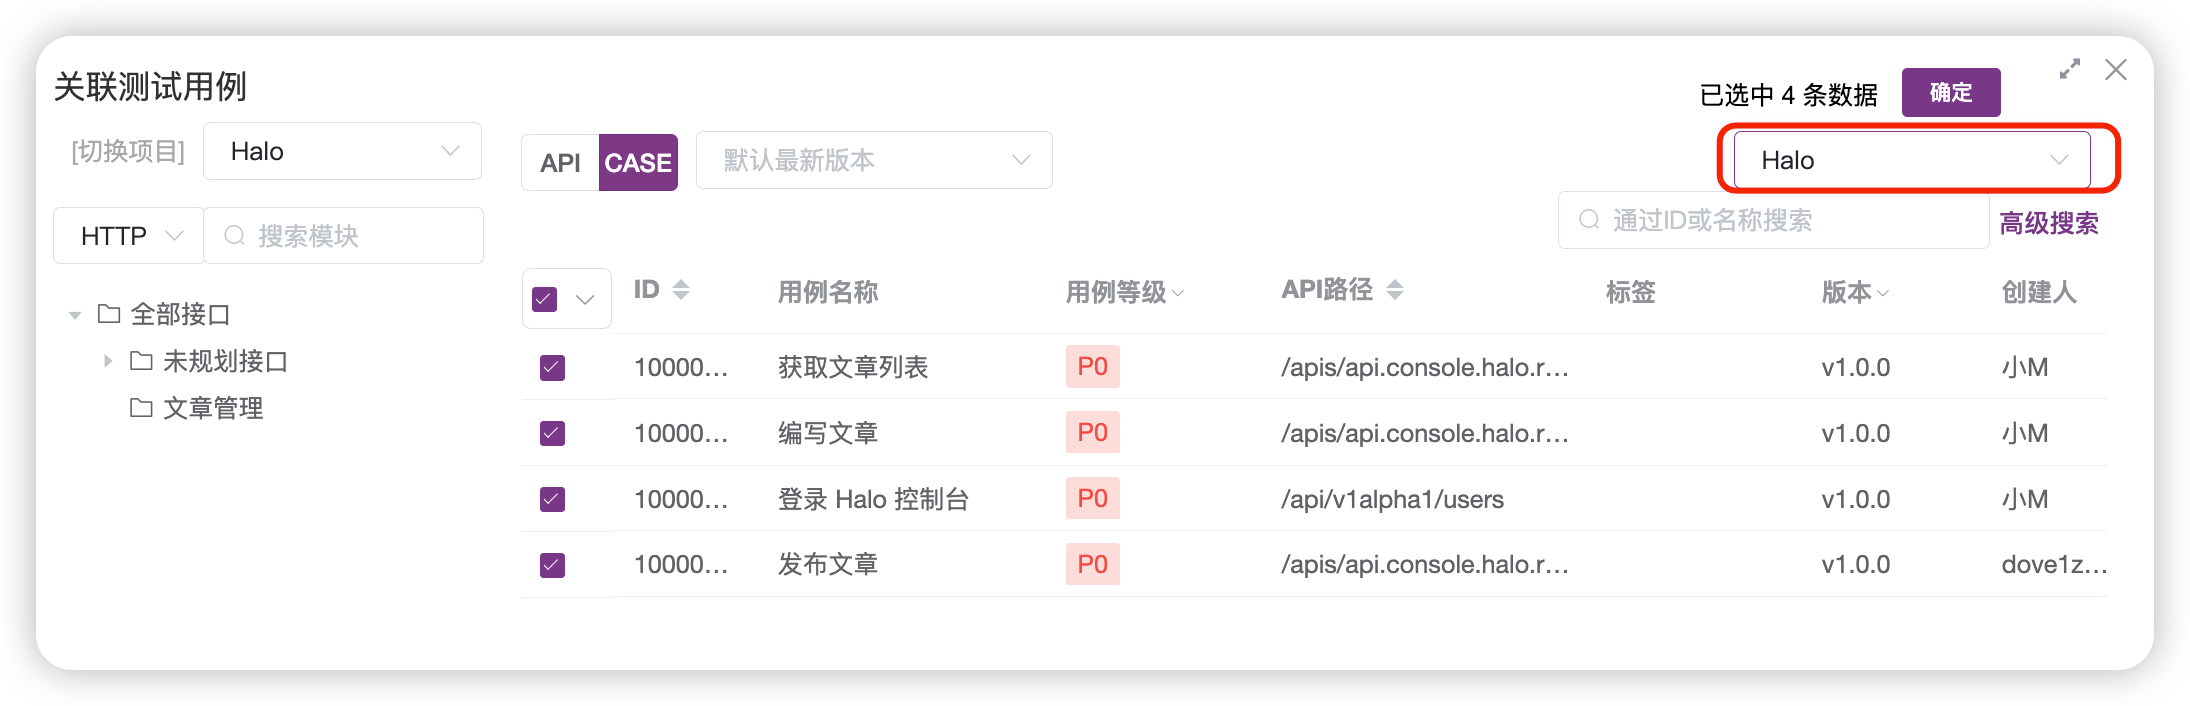 关联测试用例
已选中 4 条数据 确定
[切换项目] Halo
API CASE 默认最新版本
Halo
HTTP 搜索模块
通过ID或名称搜索 高级搜索
全部接口
未规划接口
文章管理
ID 用例名称 用例等级 API路径 标签 版本 创建人
10000... 获取文章列表 P0 /apis/api.console.halo.r... v1.0.0 小M
10000... 编写文章 P0 /apis/api.console.halo.r... v1.0.0 小M
10000... 登录 Halo 控制台 P0 /api/v1alpha1/users v1.0.0 小M
10000... 发布文章 P0 /apis/api.console.halo.r... v1.0.0 dove1z...